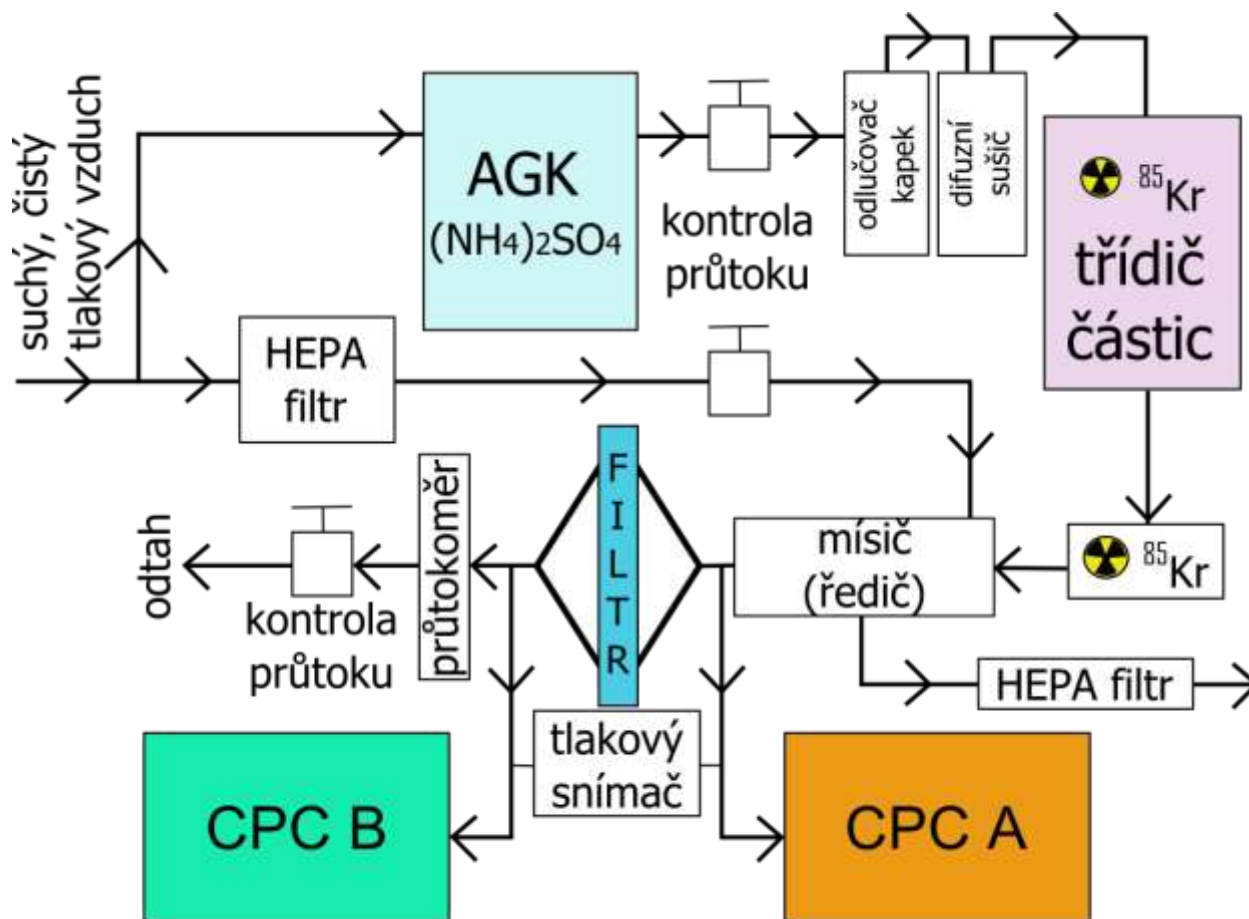 suchý, čistý
tlakový vzduch
AGK
(NH4)2SO4
kontrola
průtoku
odlučovač
kapek
difuzní
sušič
85Kr
třídič
částic
HEPA
filtr
FILTR
průtokoměr
odtah
kontrola
průtoku
mísič
(ředič)
85Kr
HEPA filtr
tlakový
snímač
CPC B
CPC A